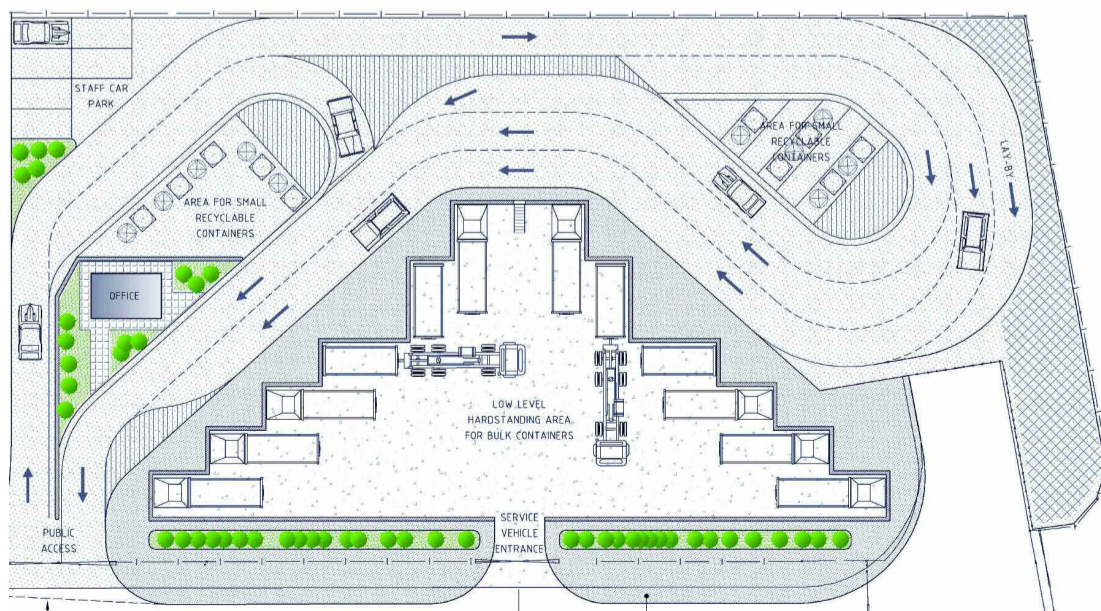 STAFF CAR
PARK
AREA FOR SMALL
RECYCLABLE
CONTAINERS
LAY-BY
AREA FOR SMALL
RECYCLABLE
CONTAINERS
OFFICE
LOW LEVEL
HARDSTANDING AREA
FOR BULK CONTAINERS
PUBLIC
ACCESS
SERVICE
VEHICLE
ENTRANCE